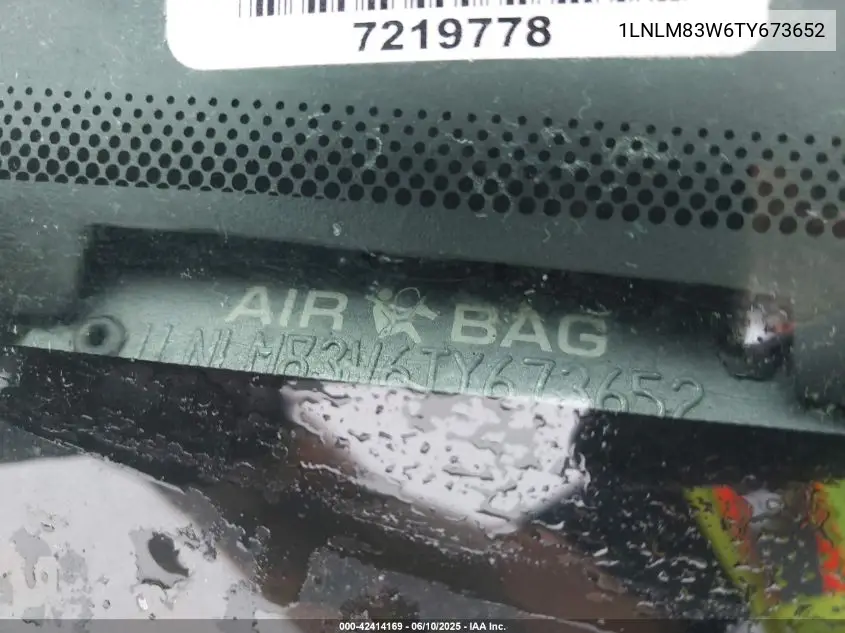 7219778
1LNLM83W6TY673652
AIR BAG
1LNLM83W6TY673652
000-42414169 - 06/10/2025 - IAA Inc.